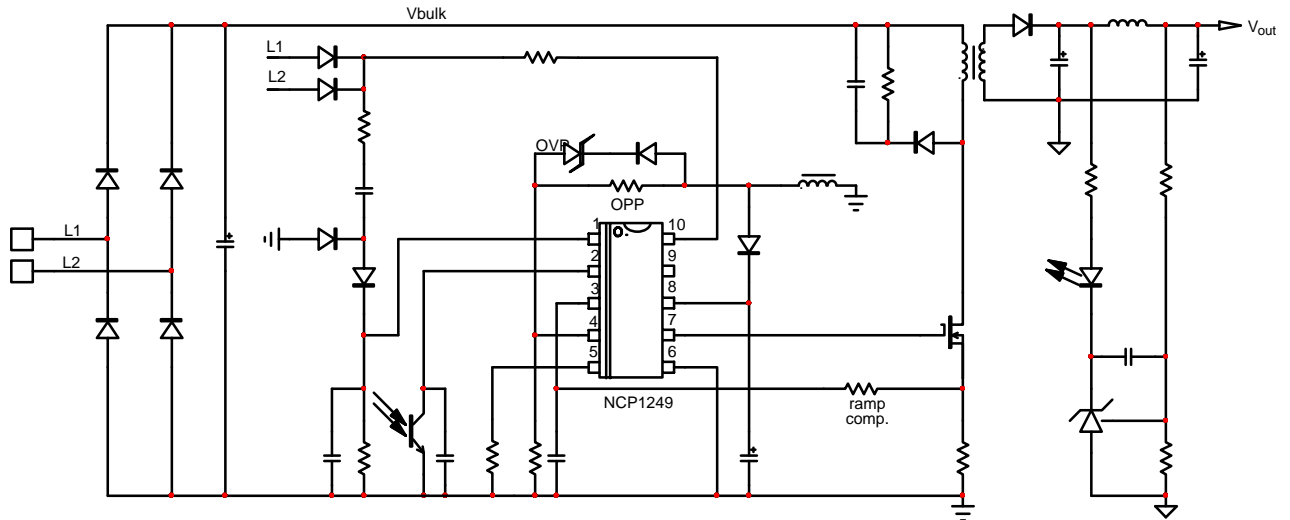 Vbulk
Vout
L1
L2
OVP
OPP
1
10
2
9
3
8
4
7
5
6
NCP1249
ramp
comp.
L1
L2